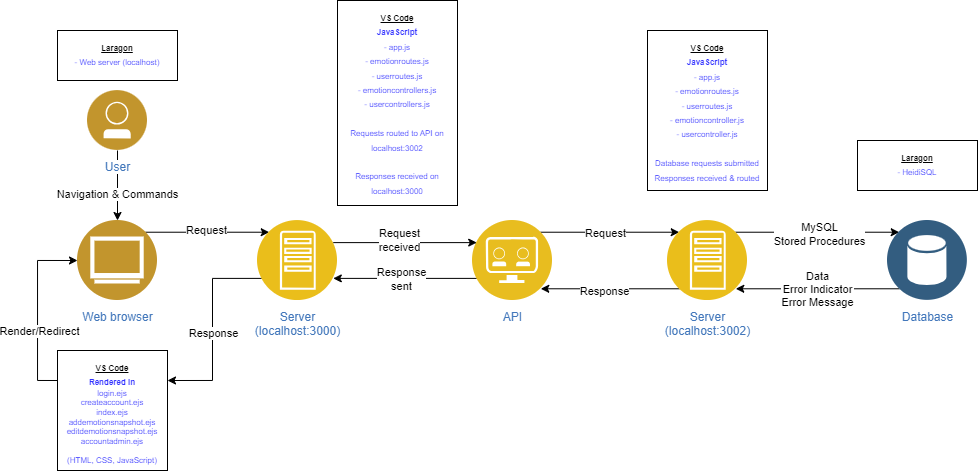 Laragon
- Web server (localhost)
User
Navigation & Commands
Web browser
Request
VS Code
JavaScript
- app.js
- emotionroutes.js
- userroutes.js
- emotioncontrollers.js
- usercontrollers.js
Requests routed to API on
localhost:3002
Responses received on
localhost:3000
Server
(localhost:3000)
Request
received
Response
sent
API
Request
Response
VS Code
JavaScript
- app.js
- emotionroutes.js
- userroutes.js
- emotioncontroller.js
- usercontroller.js
Database requests submitted
Responses received & routed
Server
(localhost:3002)
MySQL
Stored Procedures
Data
Error Indicator
Error Message
Laragon
- HeidiSQL
Database
Response
Render/Redirect
VS Code
Rendered In
login.ejs
createaccount.ejs
index.ejs
addemotionsnapshot.ejs
editdemotionsnapshot.ejs
accountadmin.ejs
(HTML, CSS, JavaScript)